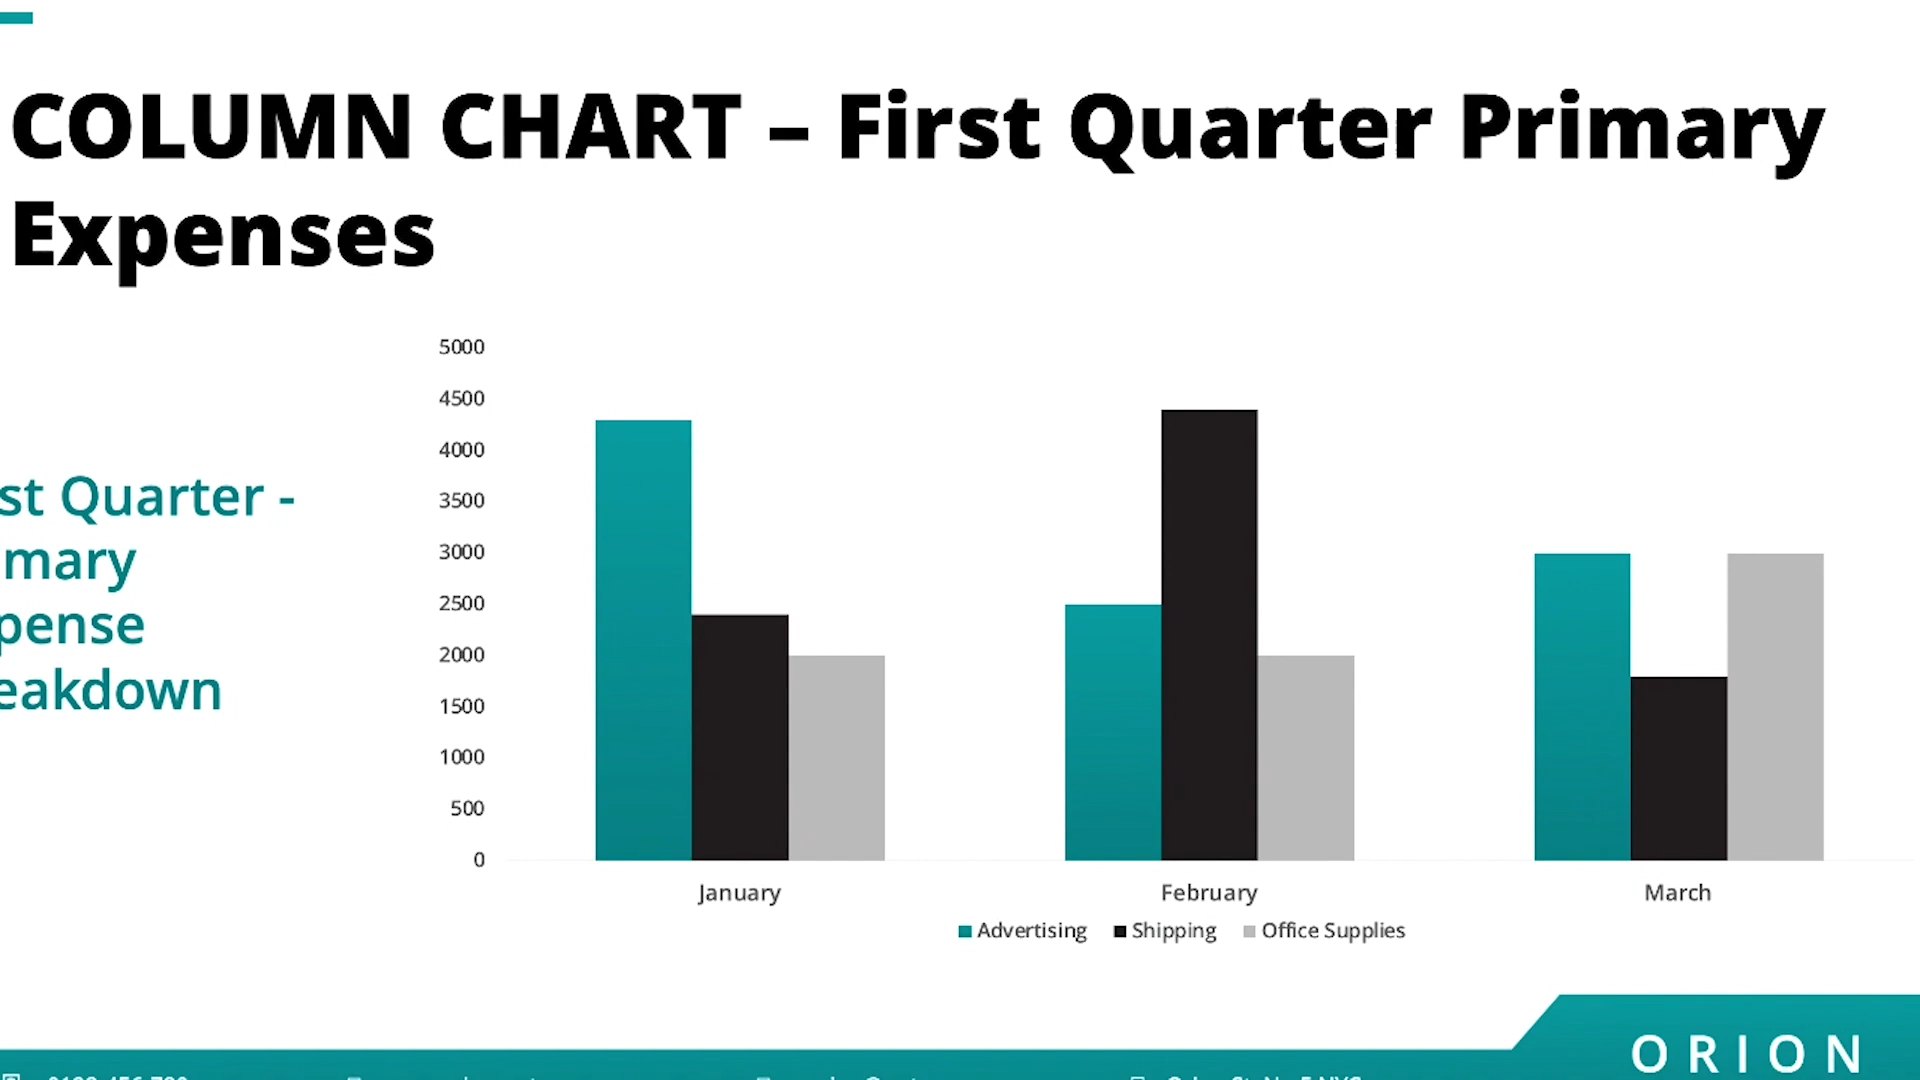 COLUMN CHART – First Quarter Primary
Expenses
st Quarter -
mary
pense
eakdown
5000
4500
4000
3500
3000
2500
2000
1500
1000
500
0
January February March
Advertising Shipping Office Supplies
ORION